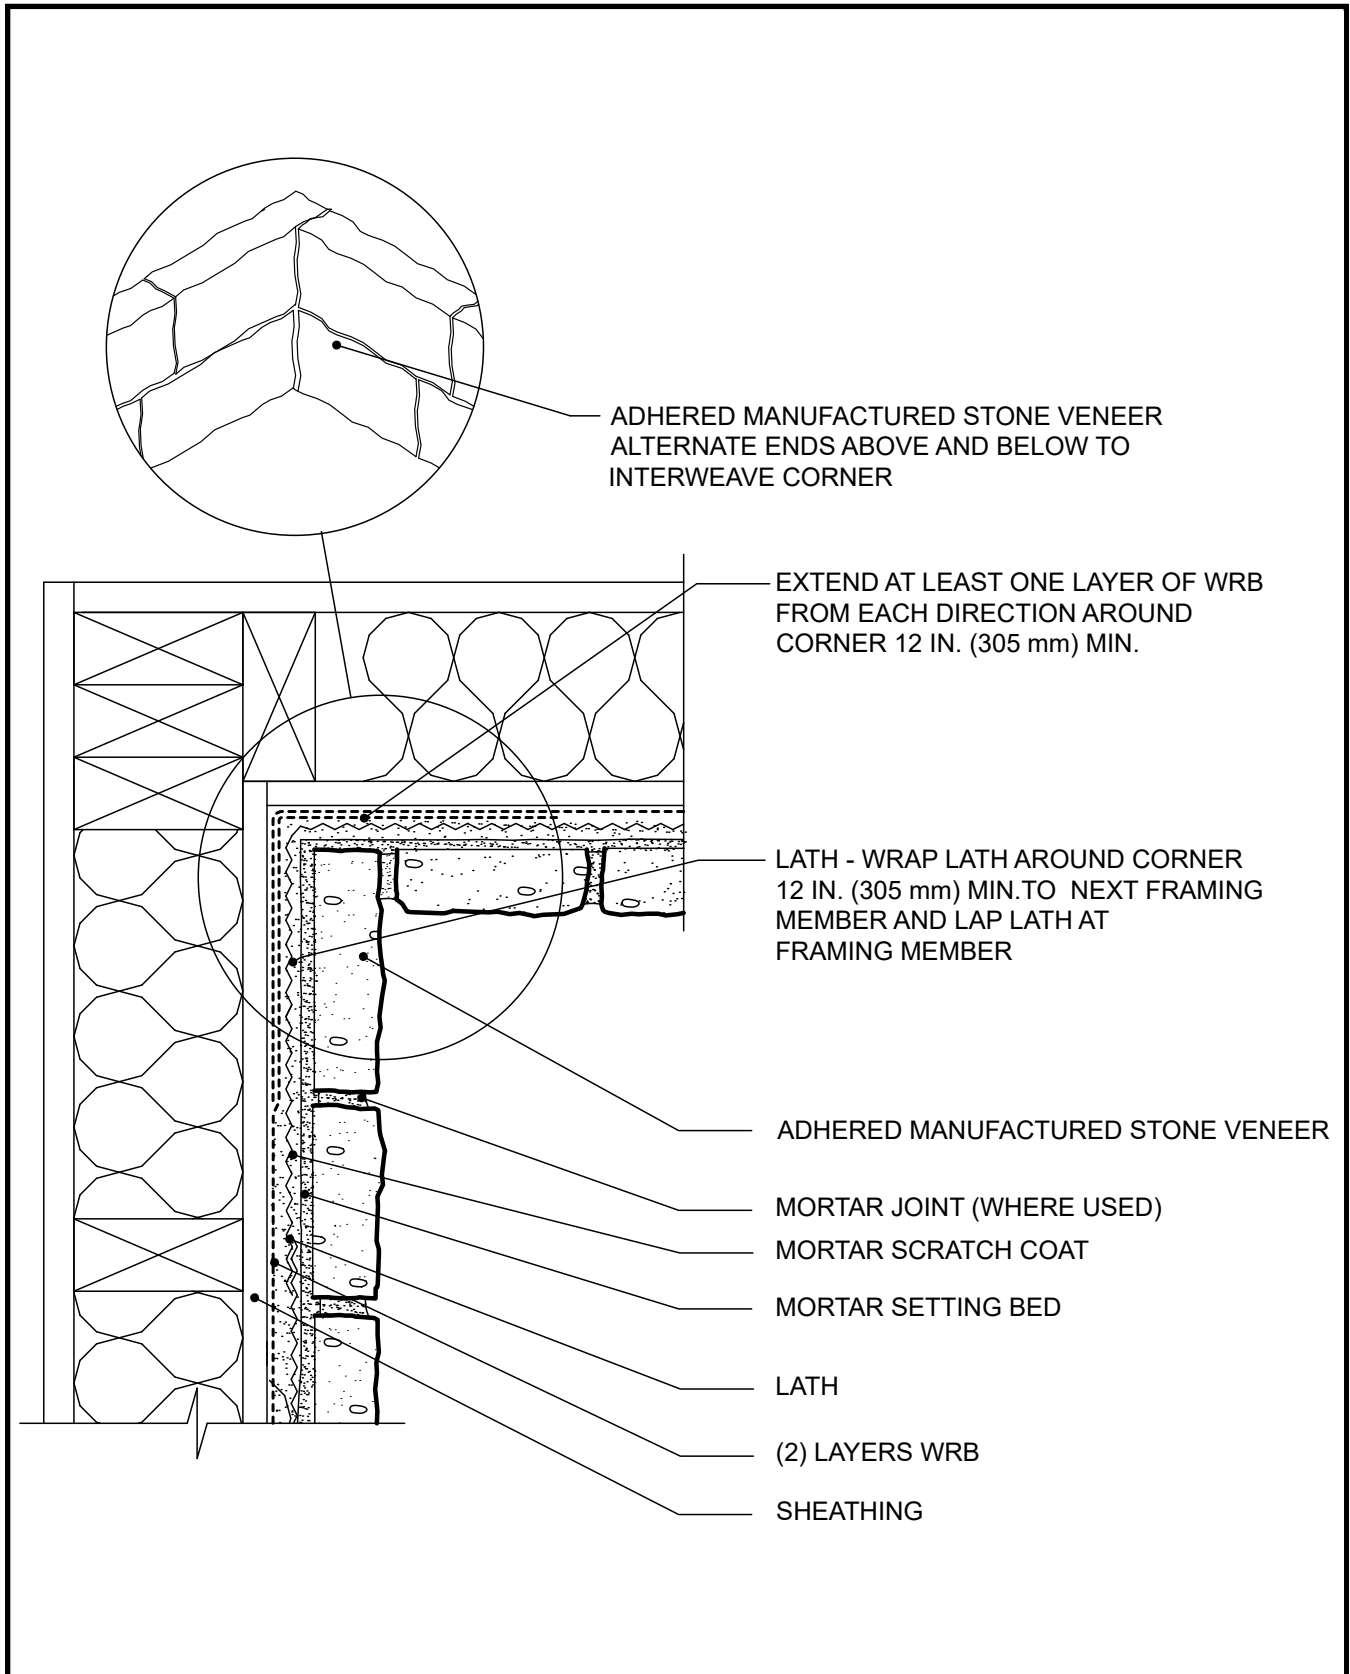 ADHERED MANUFACTURED STONE VENEER
ALTERNATE ENDS ABOVE AND BELOW TO
INTERWEAVE CORNER
EXTEND AT LEAST ONE LAYER OF WRB
FROM EACH DIRECTION AROUND
CORNER 12 IN. (305 mm) MIN.
LATH - WRAP LATH AROUND CORNER
12 IN. (305 mm) MIN.TO NEXT FRAMING
MEMBER AND LAP LATH AT
FRAMING MEMBER
ADHERED MANUFACTURED STONE VENEER
MORTAR JOINT (WHERE USED)
MORTAR SCRATCH COAT
MORTAR SETTING BED
LATH
(2) LAYERS WRB
SHEATHING